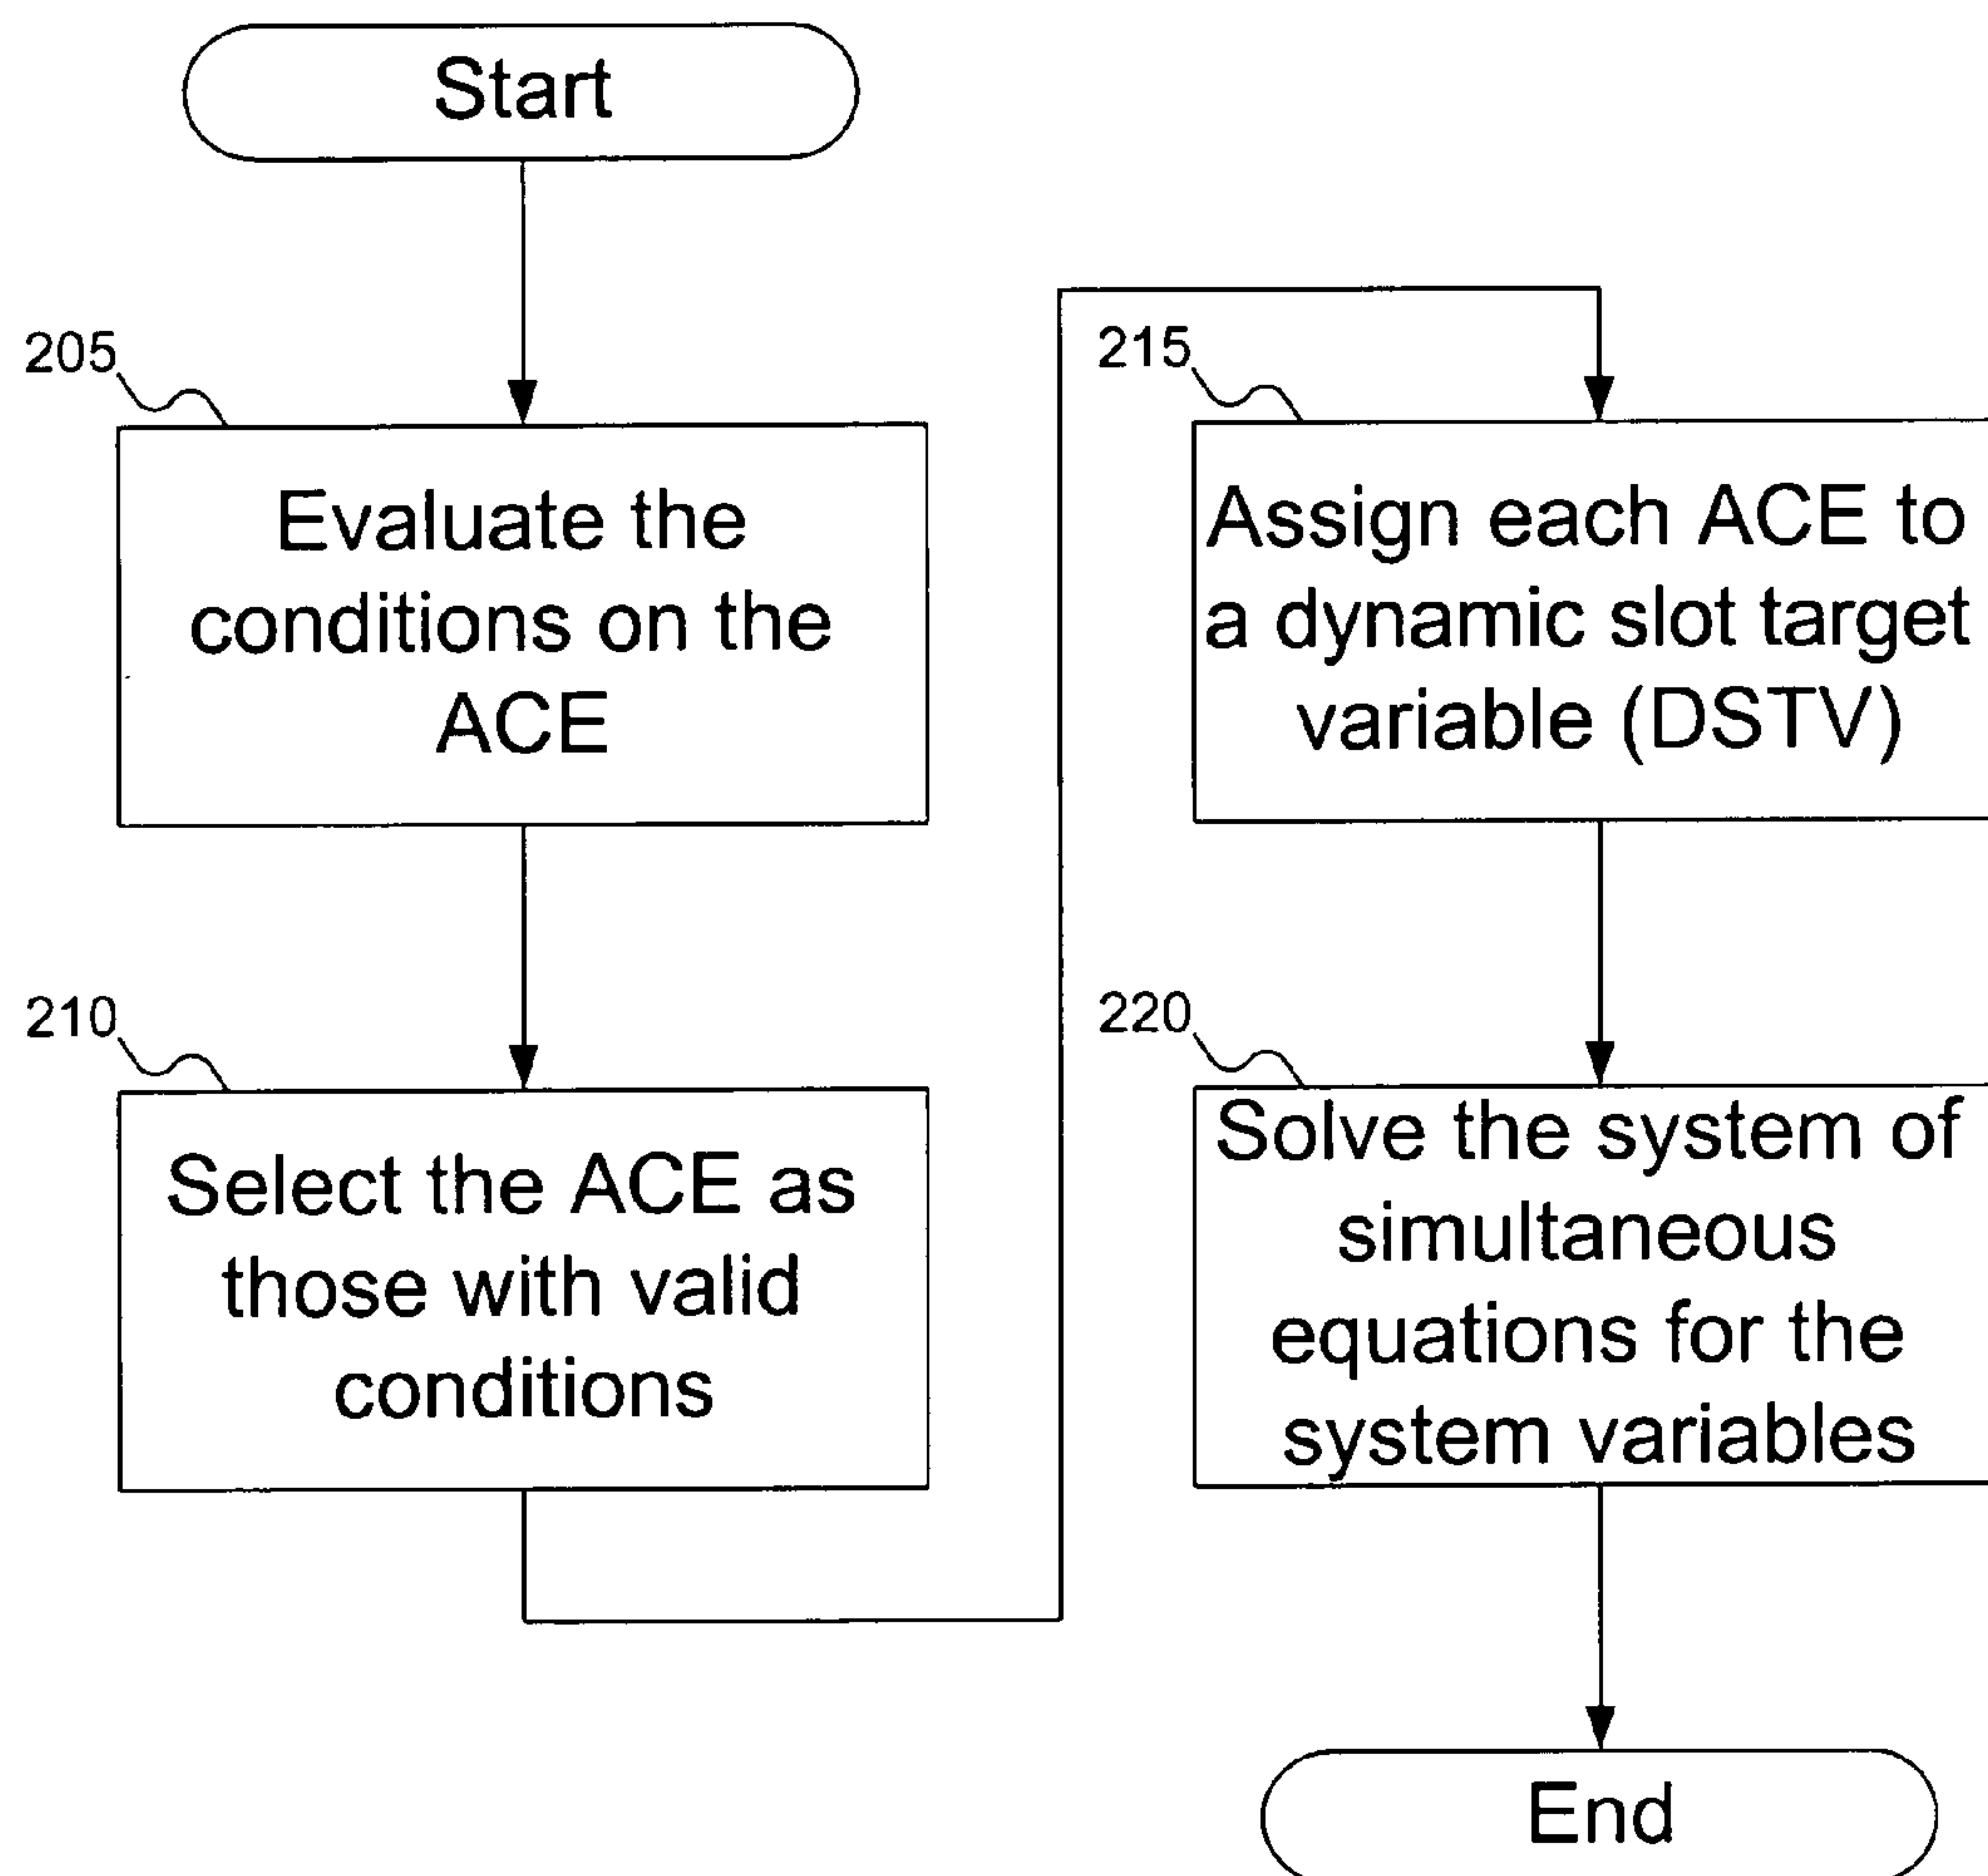 Start
205
Evaluate the
conditions on the
ACE
210
Select the ACE as
those with valid
conditions
215
Assign each ACE to
a dynamic slot target
variable (DSTV)
220
Solve the system of
simultaneous
equations for the
system variables
End